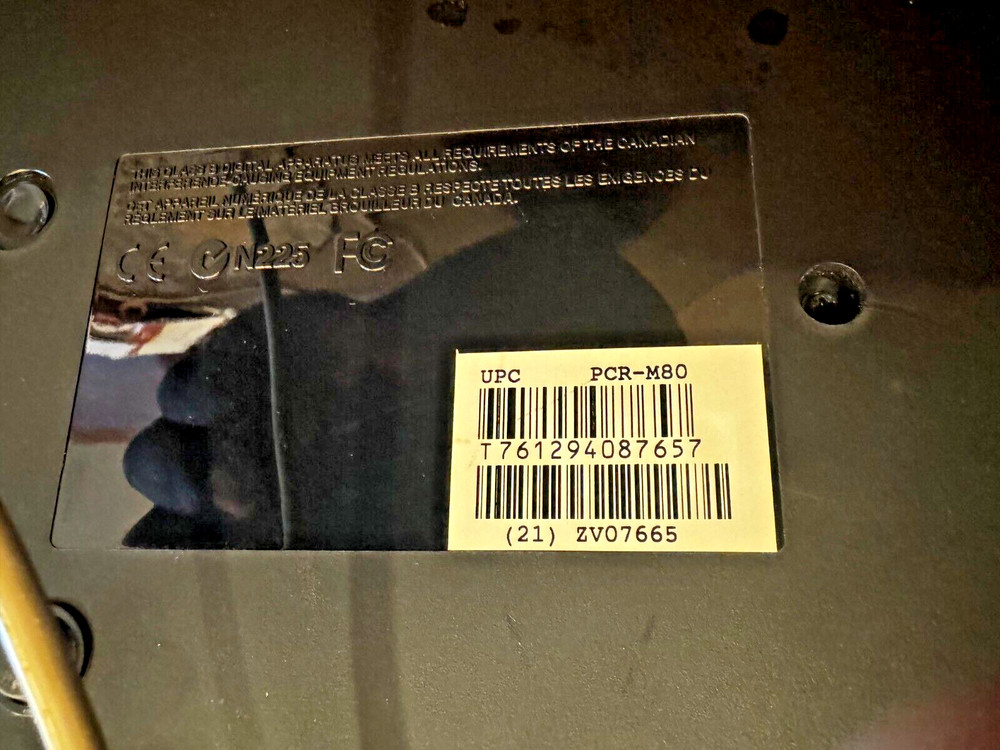 THIS CLASS B DIGITAL APPARATUS MEETS ALL REQUIREMENTS OF THE CANADIAN
INTERFERENCE-CAUSING EQUIPMENT REGULATIONS.
CET APPAREIL NUMÉRIQUE DE LA CLASSE B RESPECTE TOUTES LES EXIGENCES DU
RÈGLEMENT SUR LE MATÉRIEL BROUILLEUR DU CANADA.
CE N225 FC
UPC PCR-M80
T761294087657
(21) ZV07665